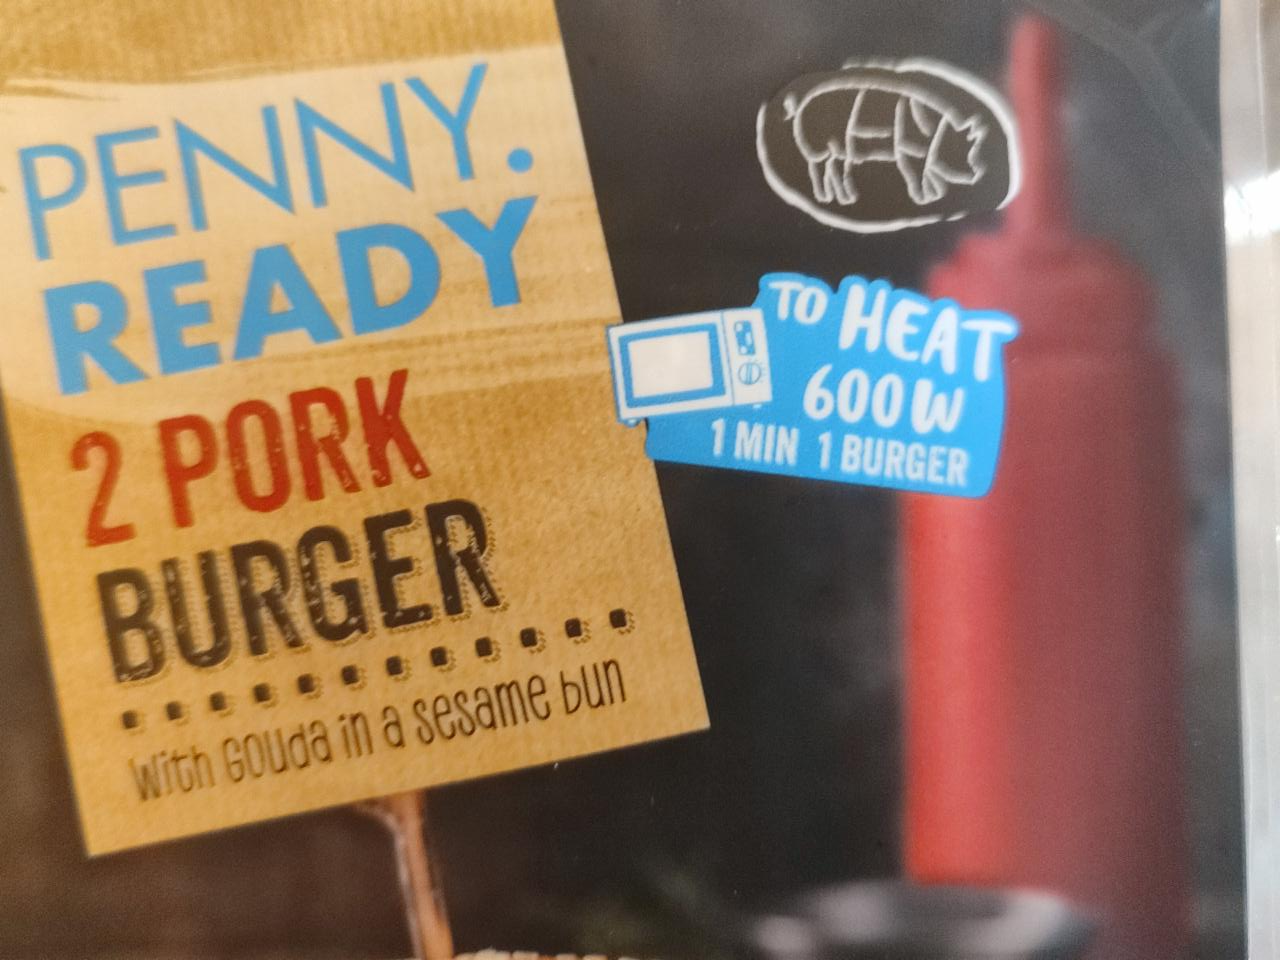 PENNY.
READY
2 PORK
BURGER
with Gouda in a sesame bun
TO HEAT
600 W
1 MIN 1 BURGER